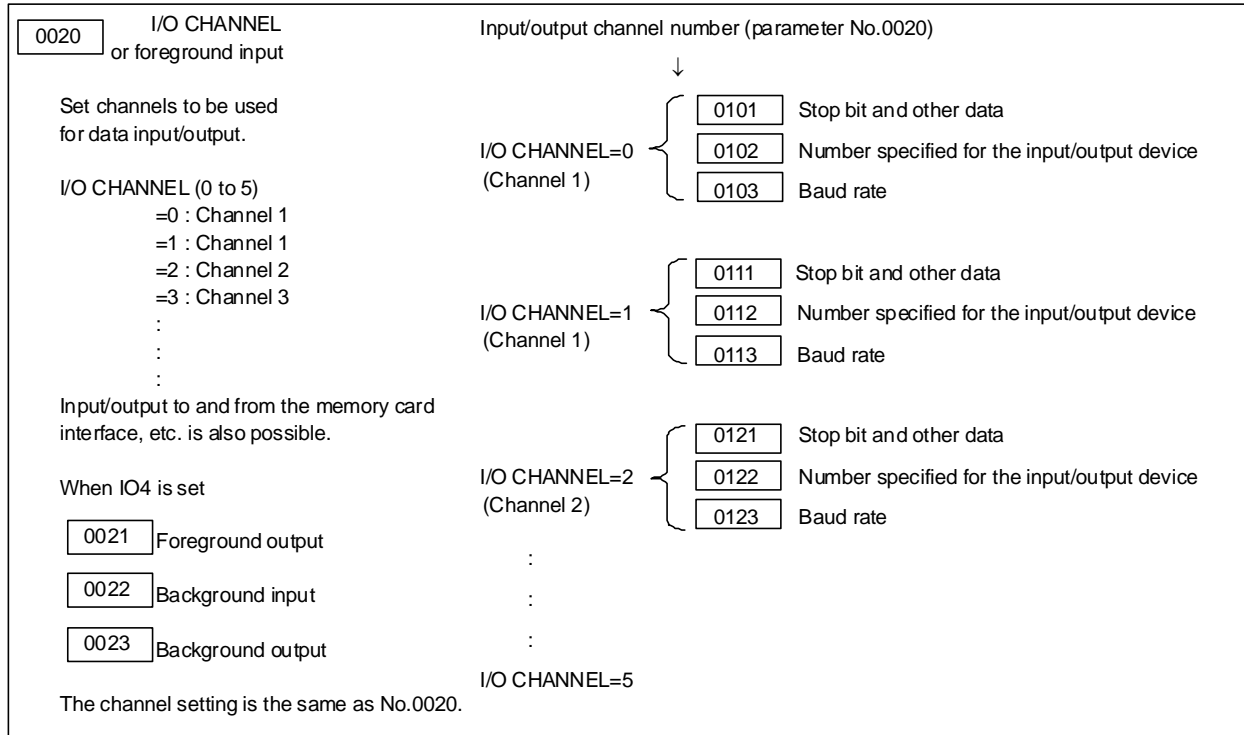 0020 I/O CHANNEL
or foreground input
Set channels to be used
for data input/output.
I/O CHANNEL (0 to 5)
=0 : Channel 1
=1 : Channel 1
=2 : Channel 2
=3 : Channel 3
:
:
:
Input/output to and from the memory card
interface, etc. is also possible.
When IO4 is set
0021 Foreground output
0022 Background input
0023 Background output
The channel setting is the same as No.0020.
Input/output channel number (parameter No.0020)
↓
I/O CHANNEL=0
(Channel 1)
0101 Stop bit and other data
0102 Number specified for the input/output device
0103 Baud rate
I/O CHANNEL=1
(Channel 1)
0111 Stop bit and other data
0112 Number specified for the input/output device
0113 Baud rate
I/O CHANNEL=2
(Channel 2)
0121 Stop bit and other data
0122 Number specified for the input/output device
0123 Baud rate
:
:
:
I/O CHANNEL=5